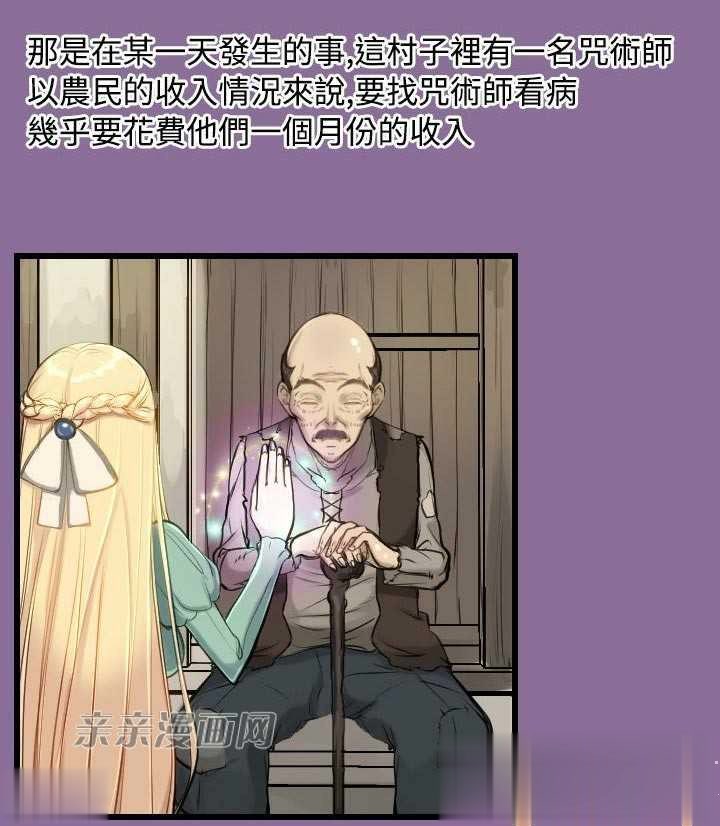 那是在某一天發生的事,這村子裡有一名咒術師
以農民的收入情況來說,要找咒術師看病
幾乎要花費他們一個月份的收入
亲亲漫画网